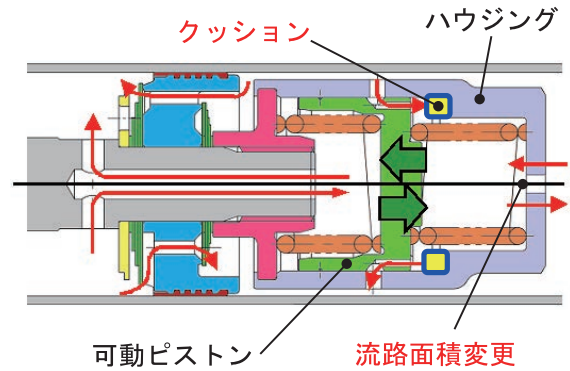 クッション
ハウジング
可動ピストン
流路面積変更